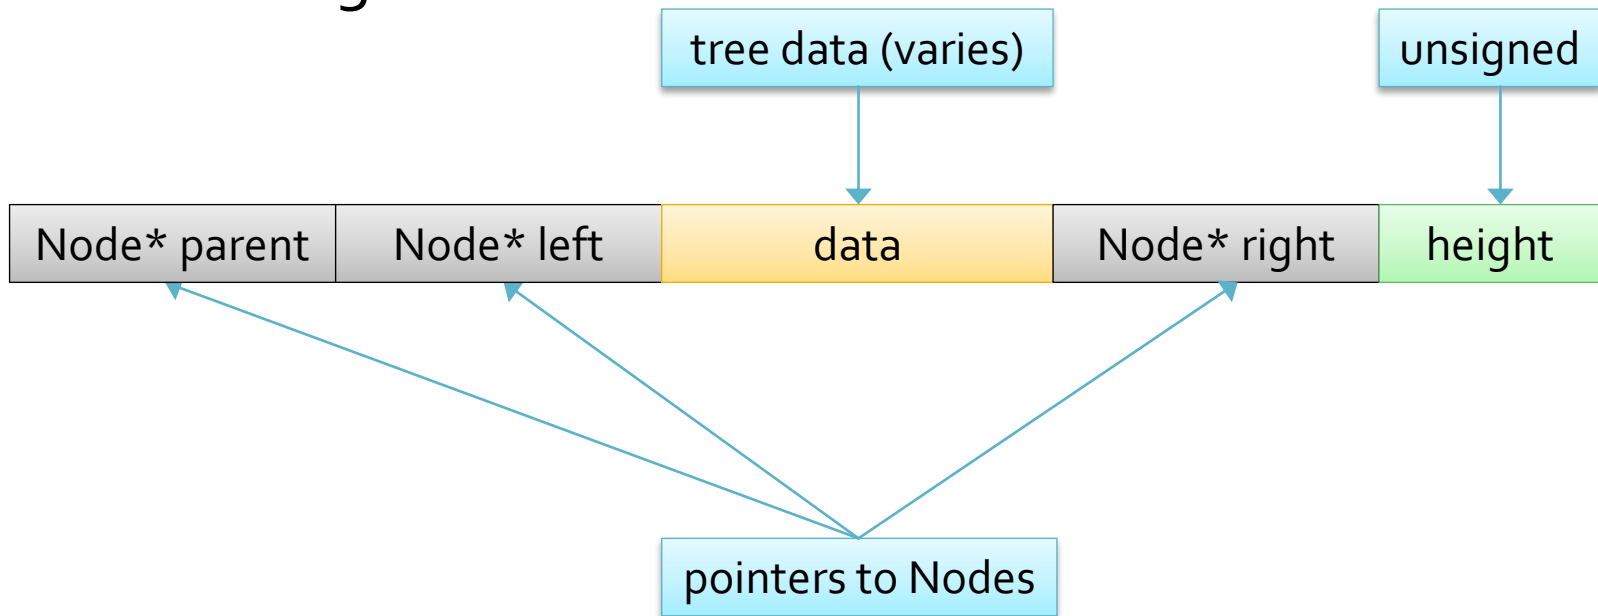 tree data (varies)
unsigned
Node* parent
Node* left
data
Node* right
height
pointers to Nodes